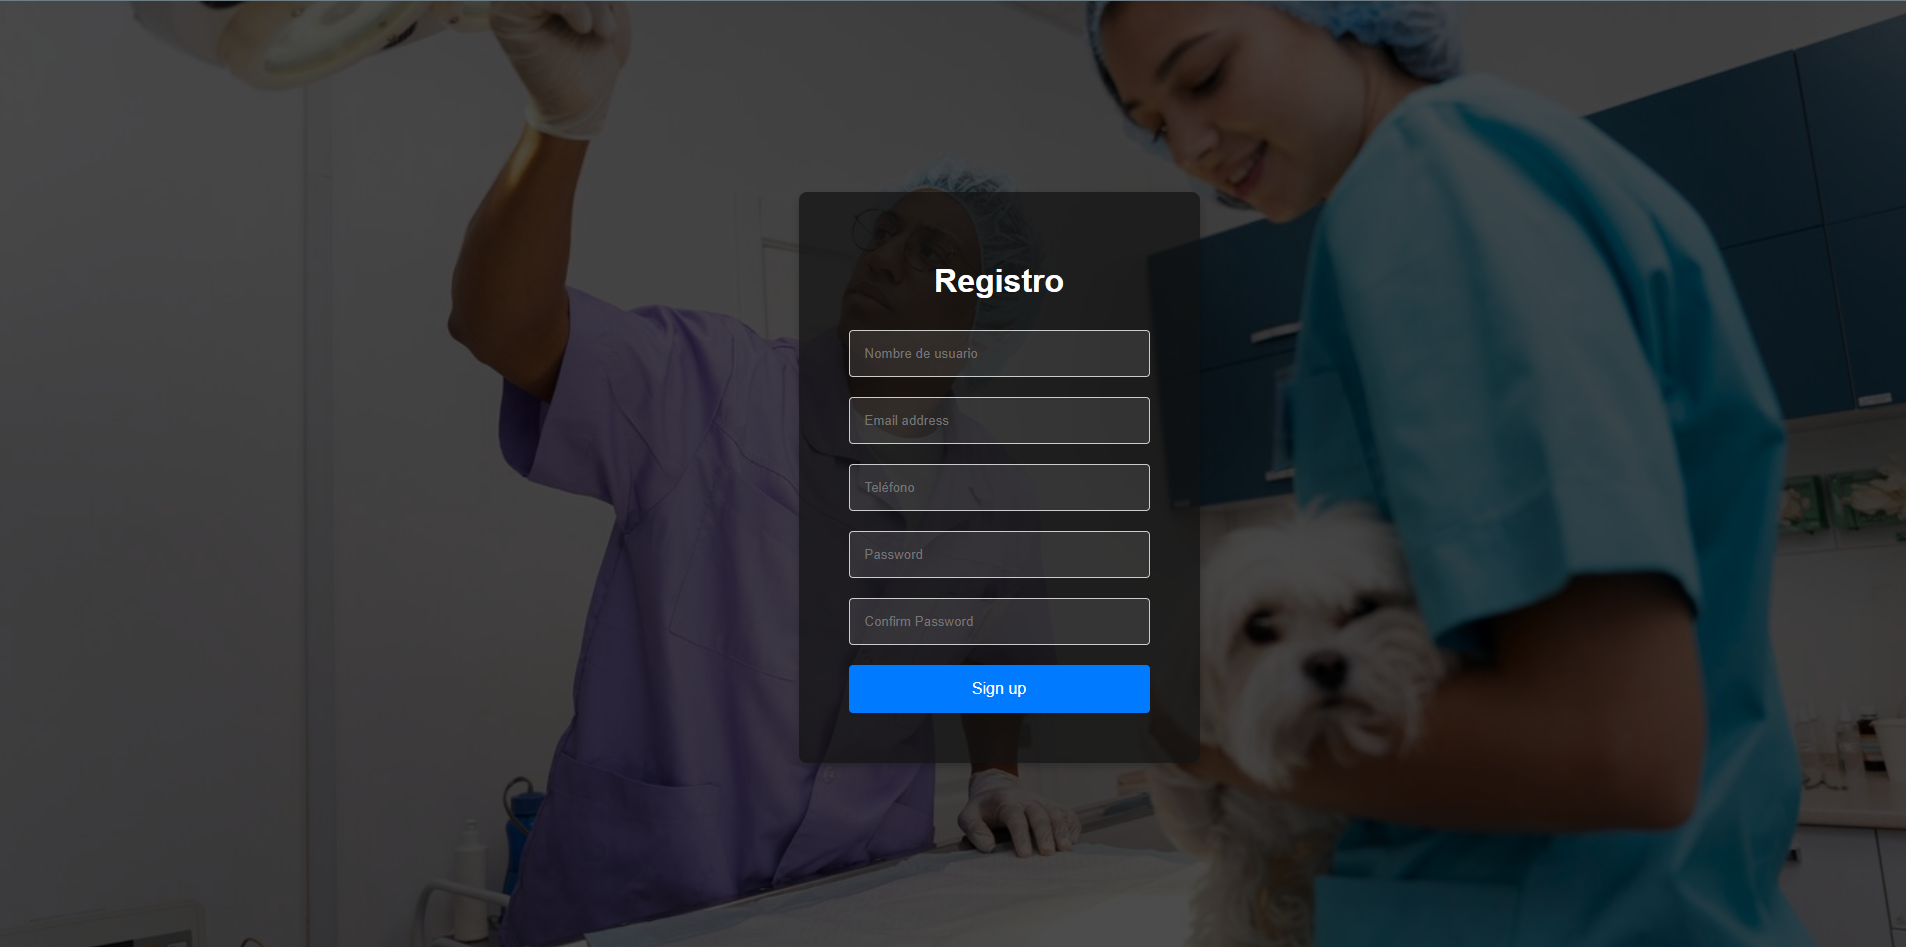 Registro
Nombre de usuario
Email address
Teléfono
Password
Confirm Password
Sign up